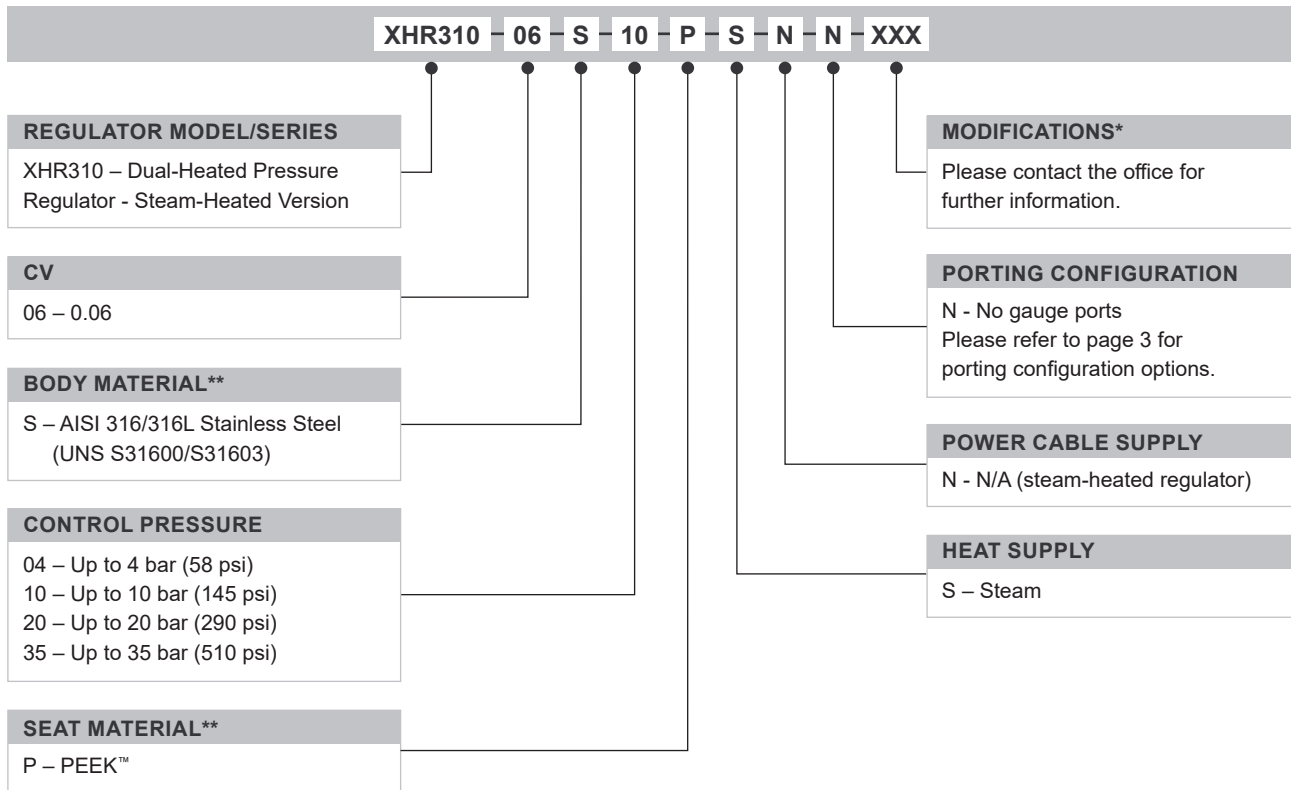 XHR310 – 06 – S – 10 – P – S – N – N – XXX
REGULATOR MODEL/SERIES
XHR310 – Dual-Heated Pressure
Regulator - Steam-Heated Version
CV
06 – 0.06
BODY MATERIAL**
S – AISI 316/316L Stainless Steel
(UNS S31600/S31603)
CONTROL PRESSURE
04 – Up to 4 bar (58 psi)
10 – Up to 10 bar (145 psi)
20 – Up to 20 bar (290 psi)
35 – Up to 35 bar (510 psi)
SEAT MATERIAL**
P – PEEK™
MODIFICATIONS*
Please contact the office for
further information.
PORTING CONFIGURATION
N - No gauge ports
Please refer to page 3 for
porting configuration options.
POWER CABLE SUPPLY
N - N/A (steam-heated regulator)
HEAT SUPPLY
S – Steam